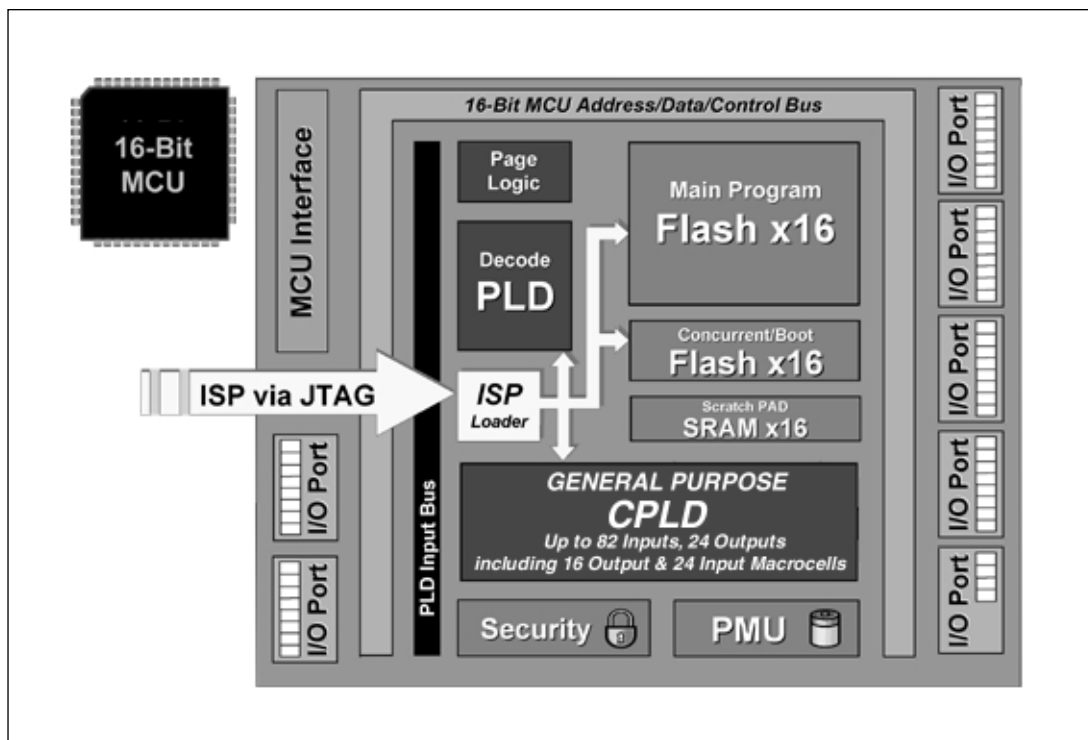 16-Bit
MCU
MCU Interface
16-Bit MCU Address/Data/Control Bus
Page
Logic
Decode
PLD
Main Program
Flash x16
Concurrent/Boot
Flash x16
Scratch PAD
SRAM x16
ISP via JTAG
ISP
Loader
PLD Input Bus
GENERAL PURPOSE
CPLD
Up to 82 Inputs, 24 Outputs
including 16 Output & 24 Input Macrocells
Security
PMU
I/O Port
I/O Port
I/O Port
I/O Port
I/O Port
I/O Port
I/O Port